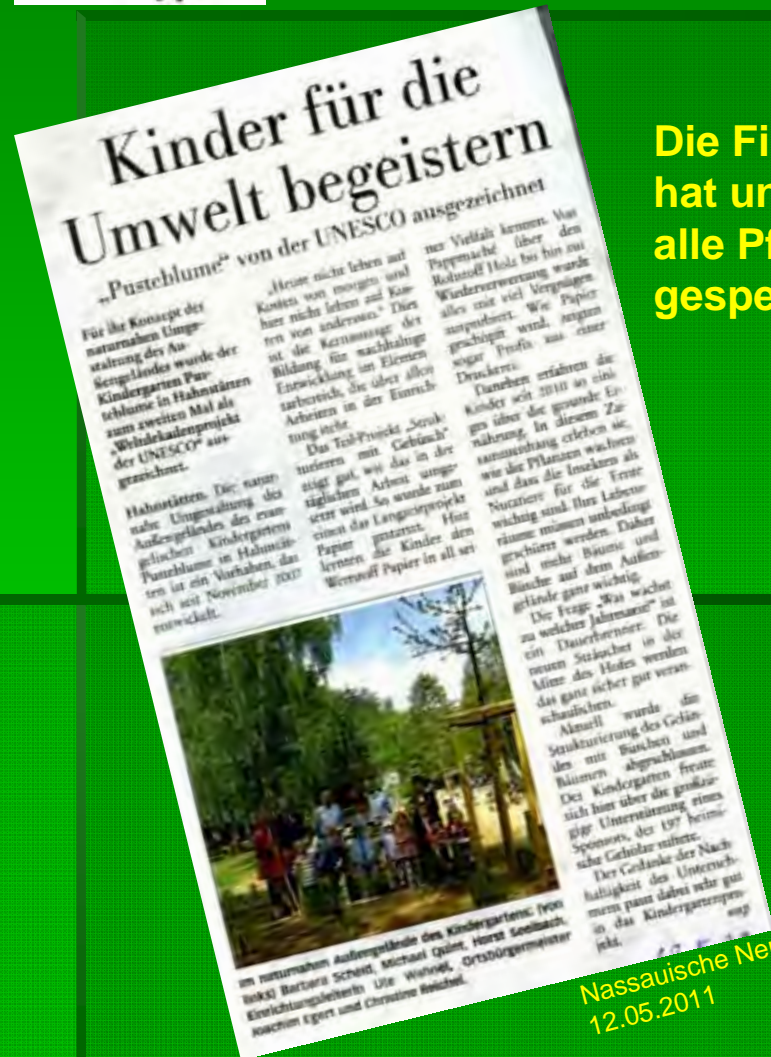 Kinder für die
Umwelt begeistern
„Pusteblume“ von der UNESCO ausgezeichnet
Für ihr Konzept der
naturnahen Umge-
staltung des Au-
ßengeländes wurde der
Kindergarten Pus-
teblume in Hahnstätten
zum zweiten Mal als
„Weltdekadenprojekt
der UNESCO“ aus-
gezeichnet.
Hahnstätten. Die natur-
nahe Umgestaltung des
Außengeländes des evan-
gelischen Kindergartens
Pusteblume in Hahnstät-
ten ist ein Vorhaben, das
sich seit November 2007
entwickelt.
„Heute nicht leben auf
Kosten von morgen und
hier nicht leben auf Kos-
ten von anderswo.“ Dies
ist die Kernaussage der
Bildung für nachhaltige
Entwicklung im Elemen-
tarbereich, die über allen
Arbeiten in der Einrich-
tung steht.
Das Teil-Projekt „Struk-
turieren mit Gebüsch“
zeigt gut, wie das in der
täglichen Arbeit umge-
setzt wird. So wurde zum
einen das Langzeitprojekt
Papier gestartet. Hier
lernten die Kinder den
Wertstoff Papier in all sei-
ner Vielfalt kennen. Von
Pappmaché über den
Rohstoff Holz bis hin zur
Wiederverwertung wurde
alles mit viel Vergnügen
ausprobiert. Wie Papier
geschöpft wird, zeigten
sogar Profis aus einer
Druckerei.
Daneben erfahren die
Kinder seit 2010 so eini-
ges über die gesunde Er-
nährung. In diesem Zu-
sammenhang erleben sie,
wie die Pflanzen wachsen
und dass die Insekten als
Nutztiere für die Ernte
wichtig sind. Ihre Lebens-
räume müssen unbedingt
geschützt werden. Daher
sind mehr Bäume und
Büsche auf dem Außen-
gelände ganz wichtig.
Die Frage „Was wächst
zu welcher Jahreszeit“ ist
ein Dauerbrenner. Die
neuen Sträucher in der
Mitte des Hofes werden
das ganz sicher gut veran-
schaulichen.
Aktuell wurde die
Strukturierung des Gelän-
des mit Büschen und
Bäumen abgeschlossen.
Der Kindergarten freute
sich hier über die großzü-
gige Unterstützung eines
Sponsors, der 197 heimi-
sche Gehölze stiftete.
Der Gedanke der Nach-
haltigkeit des Unterneh-
mens passt dabei sehr gut
in das Kindergartenpro-
jekt.
Im naturnahen Außengelände des Kindergartens: (von
links) Barbara Scheid, Michael Quiet, Horst Seelbach,
Einrichtungsleiterin Ute Wahnel, Ortsbürgermeister
Joachim Egert und Christine Reichel.
Die Fi
hat un
alle Pf
gespe
Nassauische Ne
12.05.2011